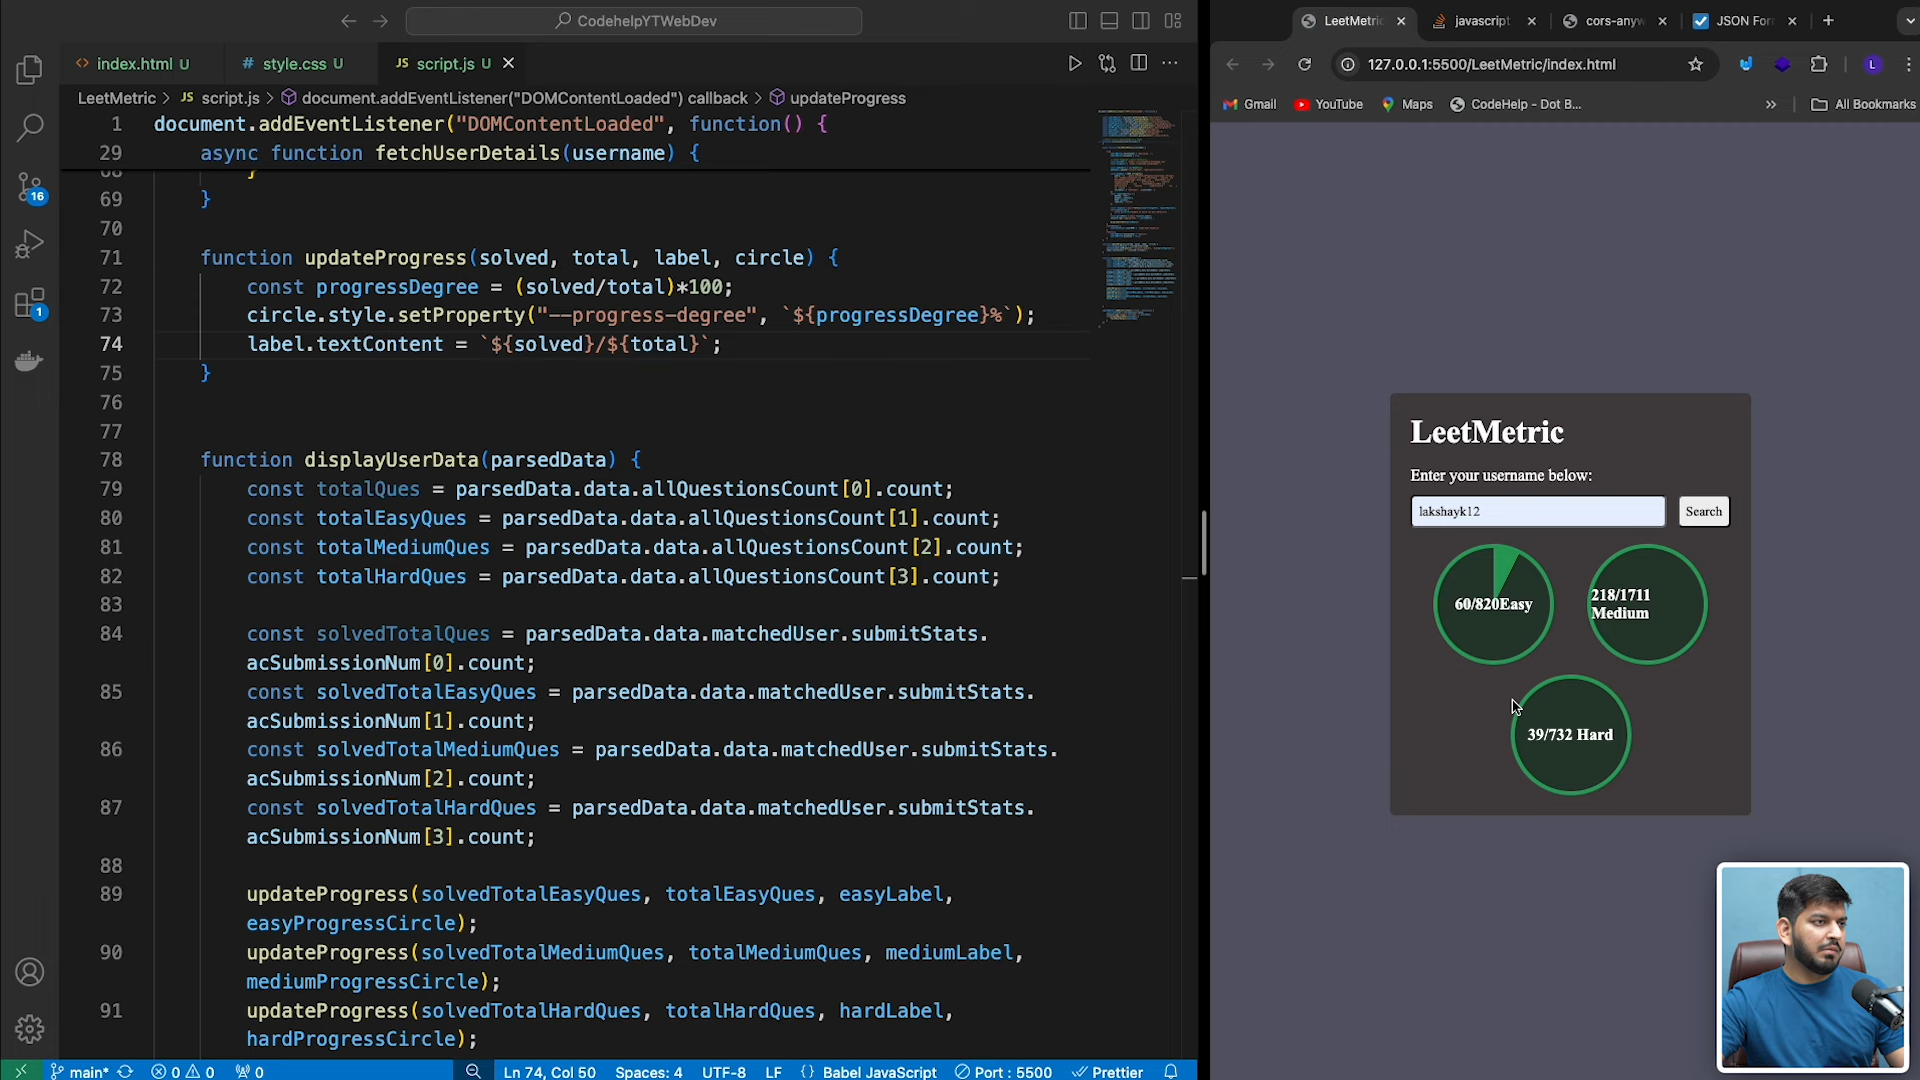 CodehelpYTWebDev
index.html U
# style.css U
JS script.js U
LeetMetric > JS script.js > document.addEventListener("DOMContentLoaded") callback > updateProgress
1 document.addEventListener("DOMContentLoaded", function() {
29 async function fetchUserDetails(username) {
68 }
69 }
70
71 function updateProgress(solved, total, label, circle) {
72 const progressDegree = (solved/total)*100;
73 circle.style.setProperty("--progress-degree", `${progressDegree}%`);
74 label.textContent = `${solved}/${total}`;
75 }
76
77
78 function displayUserData(parsedData) {
79 const totalQues = parsedData.data.allQuestionsCount[0].count;
80 const totalEasyQues = parsedData.data.allQuestionsCount[1].count;
81 const totalMediumQues = parsedData.data.allQuestionsCount[2].count;
82 const totalHardQues = parsedData.data.allQuestionsCount[3].count;
83
84 const solvedTotalQues = parsedData.data.matchedUser.submitStats.
acSubmissionNum[0].count;
85 const solvedTotalEasyQues = parsedData.data.matchedUser.submitStats.
acSubmissionNum[1].count;
86 const solvedTotalMediumQues = parsedData.data.matchedUser.submitStats.
acSubmissionNum[2].count;
87 const solvedTotalHardQues = parsedData.data.matchedUser.submitStats.
acSubmissionNum[3].count;
88
89 updateProgress(solvedTotalEasyQues, totalEasyQues, easyLabel,
easyProgressCircle);
90 updateProgress(solvedTotalMediumQues, totalMediumQues, mediumLabel,
mediumProgressCircle);
91 updateProgress(solvedTotalHardQues, totalHardQues, hardLabel,
hardProgressCircle);
16
1
main* 0 0 0 Ln 74, Col 50 Spaces: 4 UTF-8 LF {} Babel JavaScript Port : 5500 Prettier
LeetMetric javascript cors-anyw JSON For
127.0.0.1:5500/LeetMetric/index.html L
Gmail YouTube Maps CodeHelp - Dot B... » All Bookmarks
LeetMetric
Enter your username below:
lakshayk12 Search
60/820Easy
218/1711
Medium
39/732 Hard